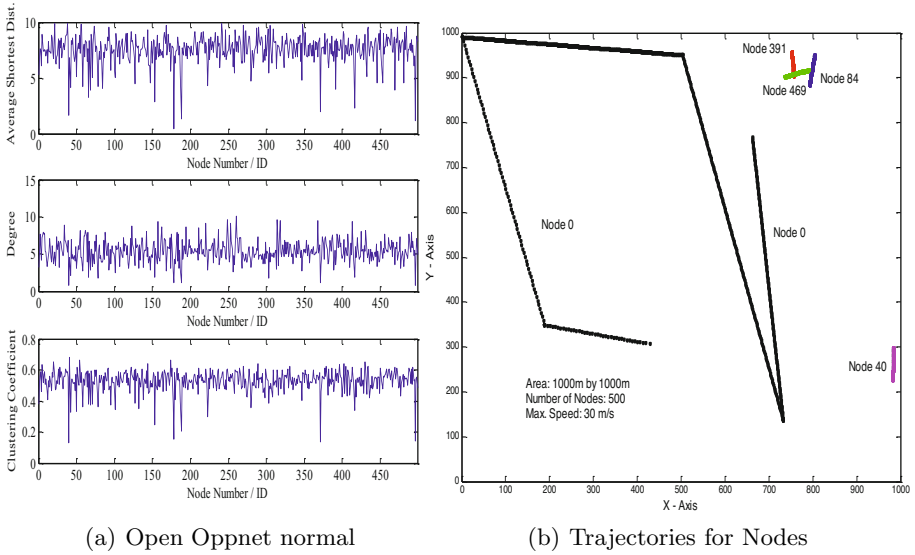 Average Shortest Dist.
10
5
0
0 50 100 150 200 250 300 350 400 450
Node Number / ID
Degree
15
10
5
0
0 50 100 150 200 250 300 350 400 450
Node Number / ID
Clustering Coefficient
0.8
0.6
0.4
0.2
0
0 50 100 150 200 250 300 350 400 450
Node Number / ID
(a) Open Oppnet normal
Y - Axis
1000
900
800
700
600
500
400
300
200
100
0
Node 391
Node 84
Node 469
Node 0
Node 0
Node 40
Area: 1000m by 1000m
Number of Nodes: 500
Max. Speed: 30 m/s
0 100 200 300 400 500 600 700 800 900 1000
X - Axis
(b) Trajectories for Nodes